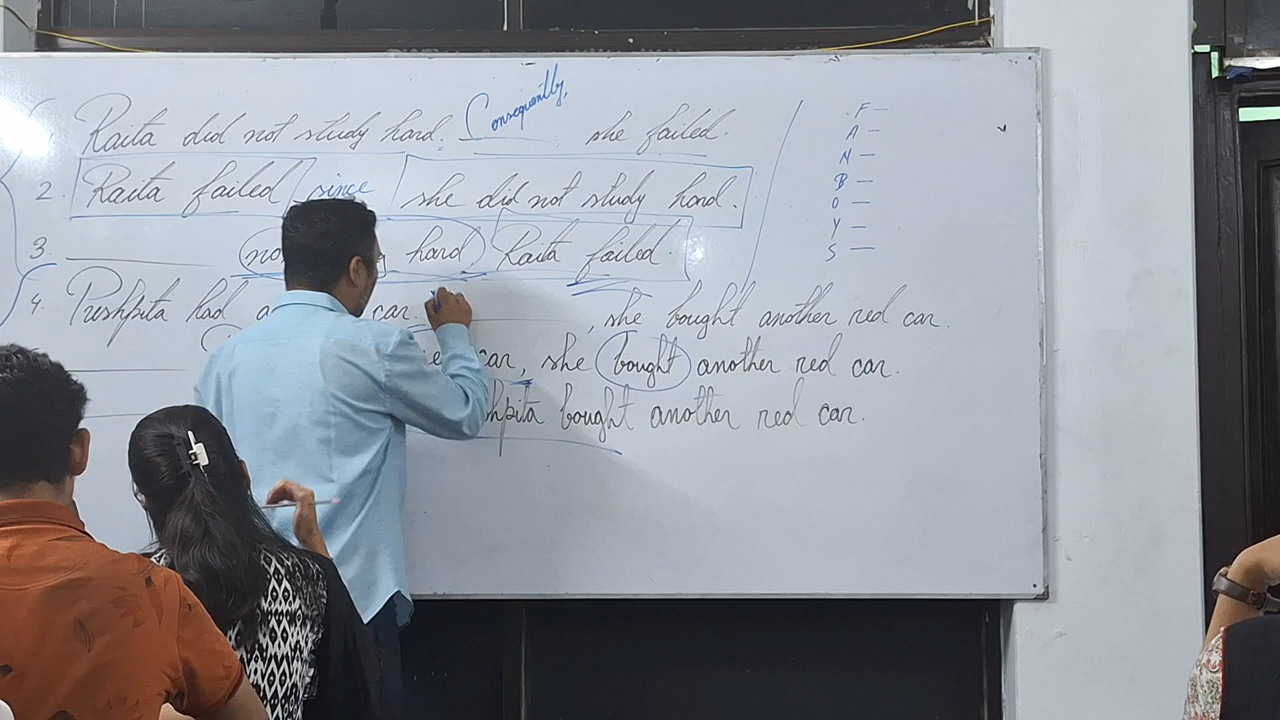 Raita did not study hard. Consequently, she failed.
2. Raita failed since she did not study hard.
3. hard, Raita failed.
4. Pushpita had a car. , she bought another red car.
car, she bought another red car.
bought another red car.
F —
A —
N —
B —
O —
Y —
S —